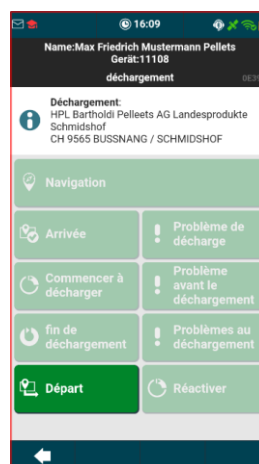 16:09
Name:Max Friedrich Mustermann Pellets
Gerät:
11108
déchargement
0E39
Déchargement:
HPL Bartholdi Pelleets AG Landesprodukte
Schmidshof
CH 9565 BUSSNANG / SCHMIDSHOF
Navigation
Arrivée
Problème de
décharge
Commencer à
décharger
Problème
avant le
déchargement
fin de
déchargement
Problèmes au
déchargement
Départ
Réactiver